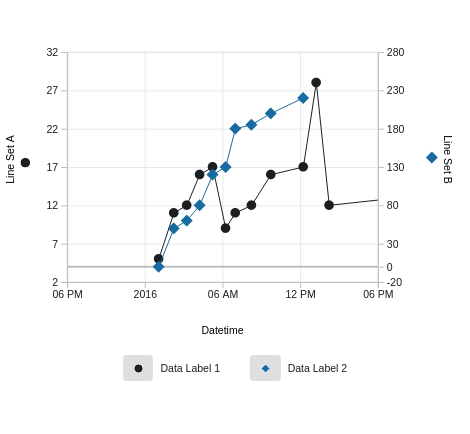 32
27
22
17
12
7
2
280
230
180
130
80
30
0
-20
Line Set A
Line Set B
06 PM
2016
06 AM
12 PM
06 PM
Datetime
Data Label 1
Data Label 2